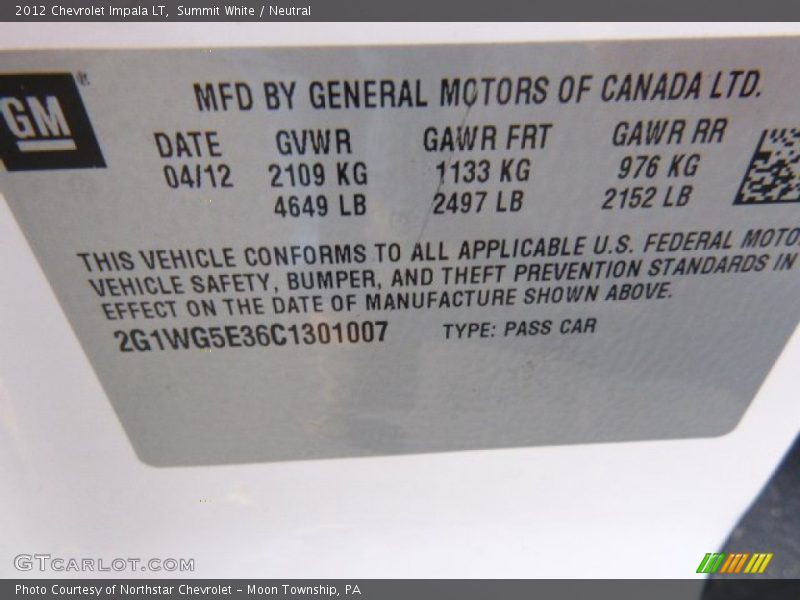 2012 Chevrolet Impala LT, Summit White / Neutral
GM
MFD BY GENERAL MOTORS OF CANADA LTD.
DATE GVWR GAWR FRT GAWR RR
04/12 2109 KG 1133 KG 976 KG
4649 LB 2497 LB 2152 LB
THIS VEHICLE CONFORMS TO ALL APPLICABLE U.S. FEDERAL MOTO
VEHICLE SAFETY, BUMPER, AND THEFT PREVENTION STANDARDS IN
EFFECT ON THE DATE OF MANUFACTURE SHOWN ABOVE.
2G1WG5E36C1301007 TYPE: PASS CAR
GTCARLOT.COM
Photo Courtesy of Northstar Chevrolet - Moon Township, PA